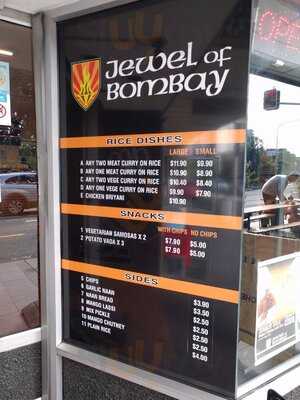 Jewel of
Bombay
OPEN
RICE DISHES
LARGE SMALL
A ANY TWO MEAT CURRY ON RICE $11.90 $9.90
B ANY ONE MEAT CURRY ON RICE $10.90 $8.90
C ANY TWO VEGE CURRY ON RICE $10.40 $8.40
D ANY ONE VEGE CURRY ON RICE $9.90 $7.90
E CHICKEN BRIYANI $10.90
SNACKS
WITH CHIPS NO CHIPS
1 VEGETARIAN SAMOSAS X 2 $7.90 $5.00
2 POTATO VADA X 3 $7.90 $5.00
SIDES
5 CHIPS $3.90
6 GARLIC NAAN $3.50
7 NAAN BREAD $2.50
8 MANGO LASSI $3.50
9 MIX PICKLE $2.50
10 MANGO CHUTNEY $2.50
11 PLAIN RICE $4.00